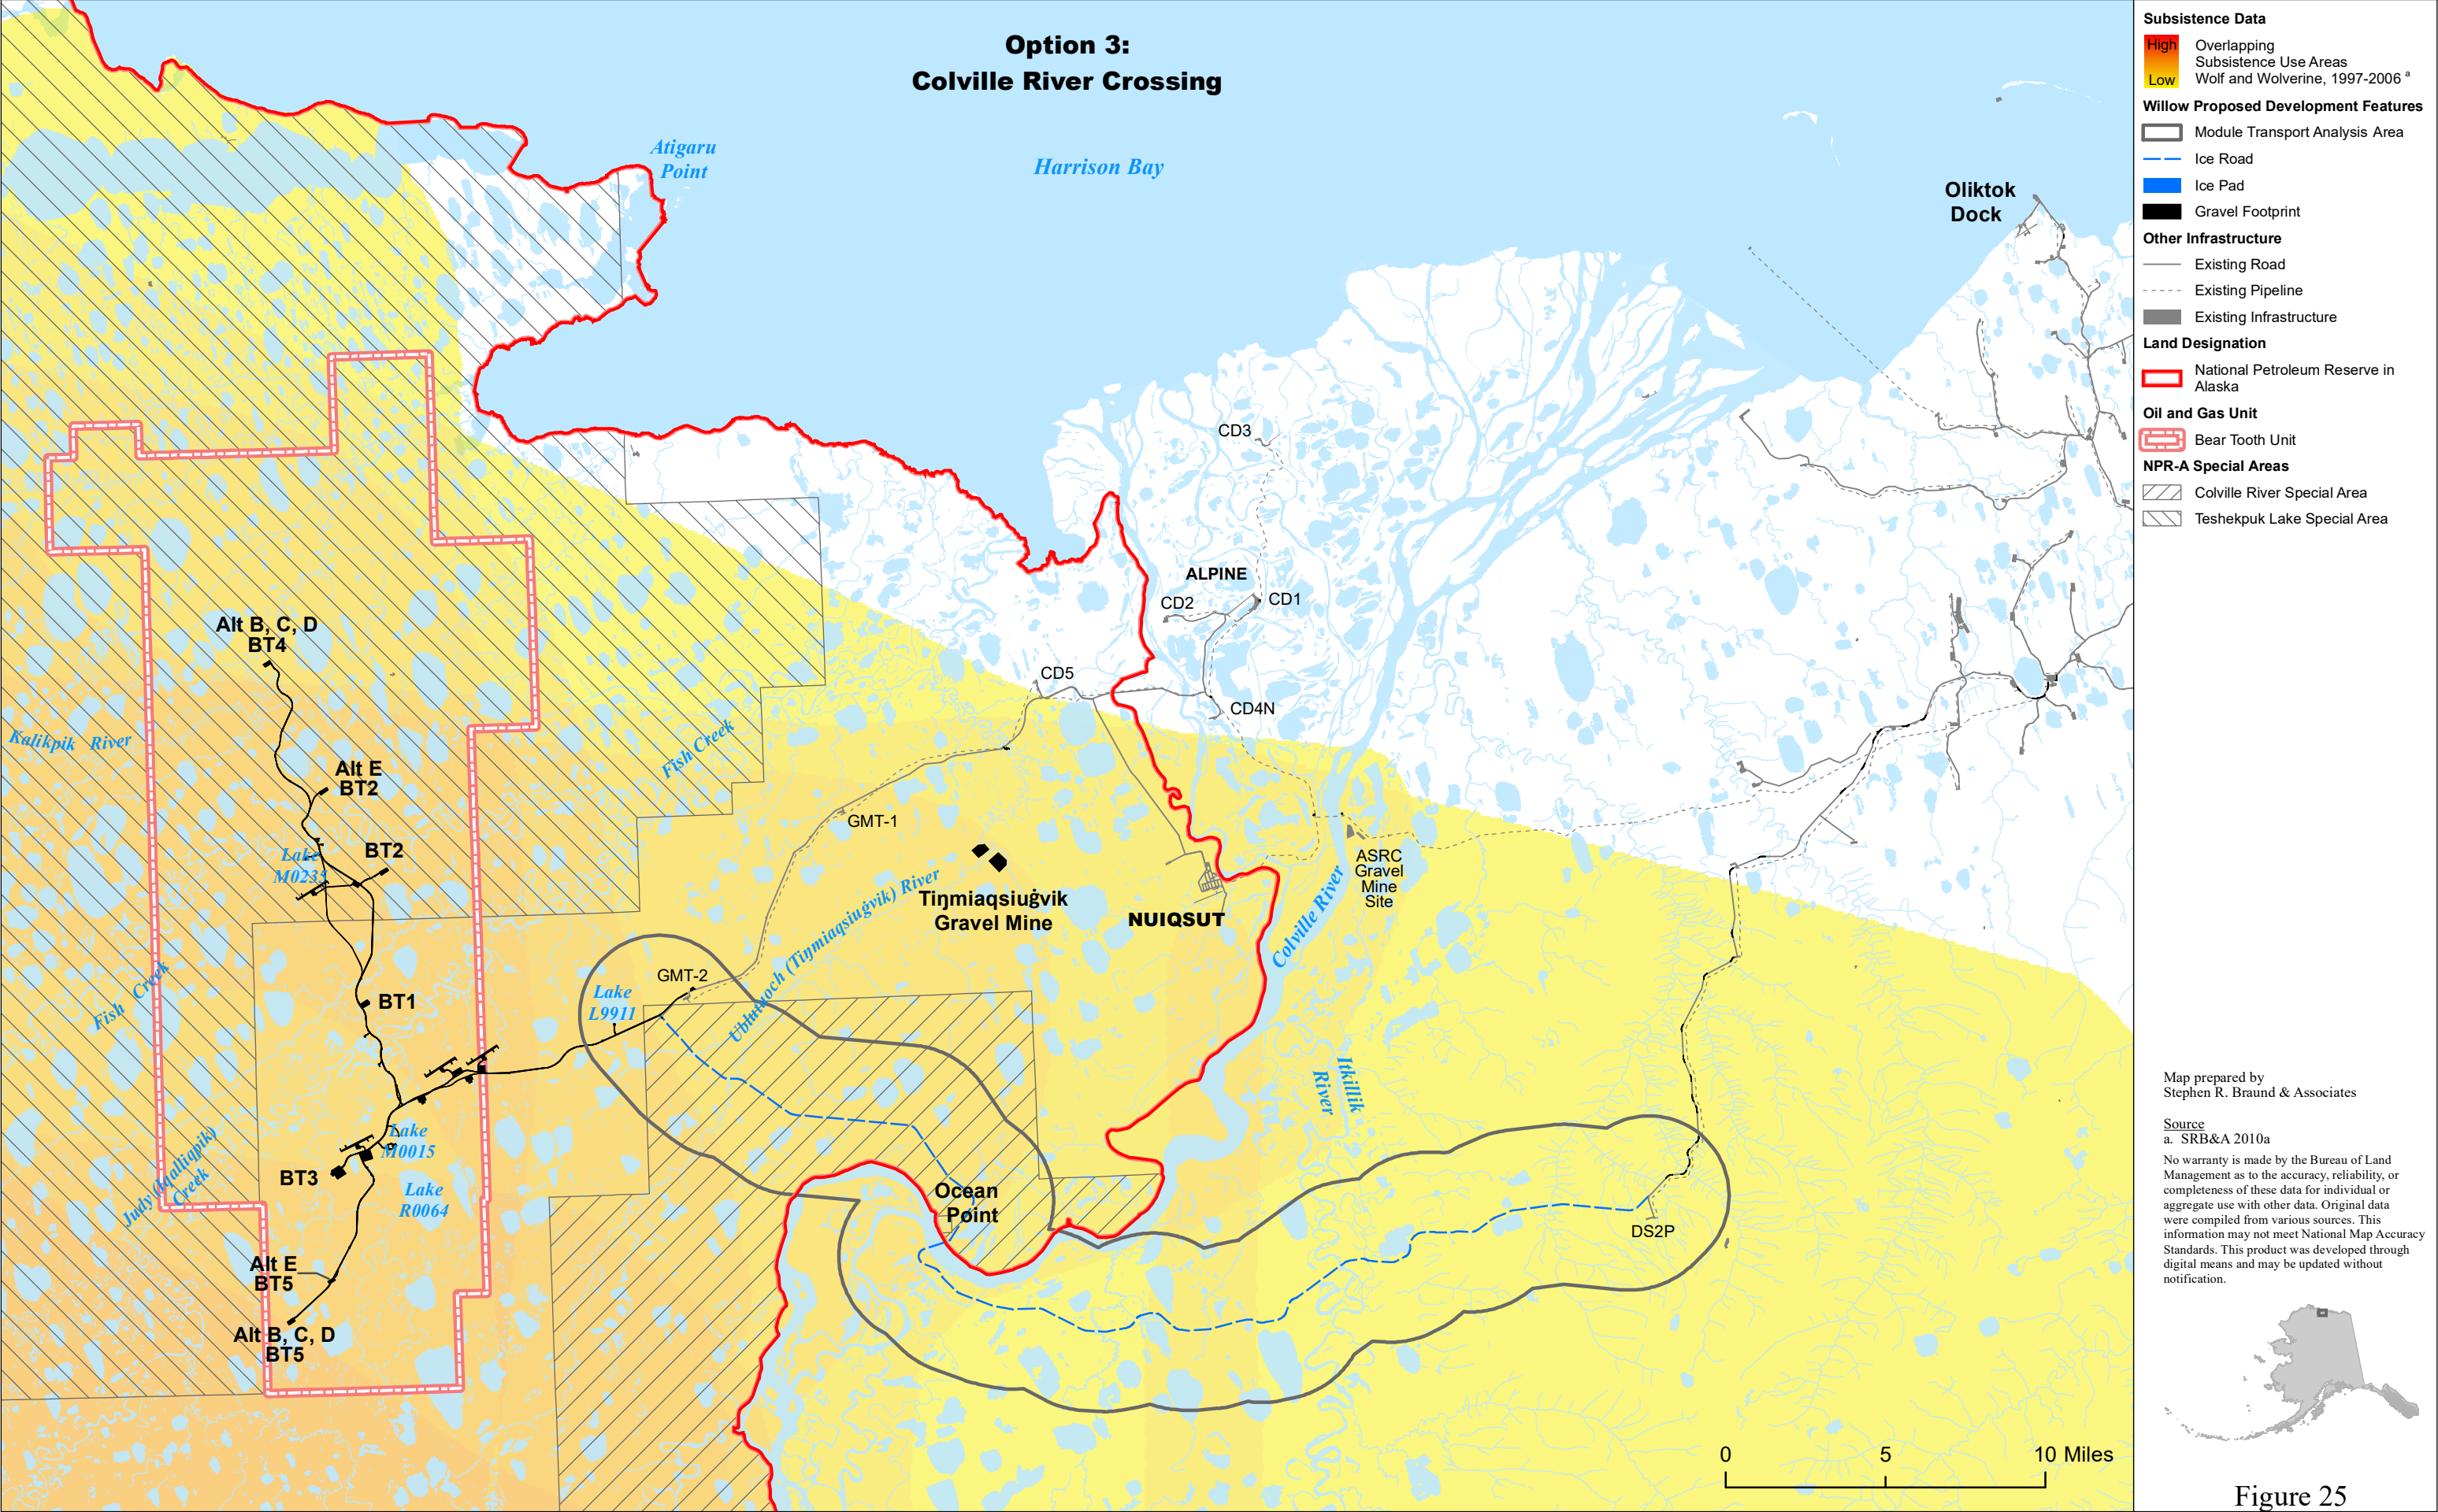 Option 3:
Colville River Crossing
Atigaru
Point
Harrison Bay
Oliktok
Dock
CD3
ALPINE
CD2
CD1
CD5
CD4N
Alt B, C, D
BT4
Kalikpik River
Fish Creek
Alt E
BT2
GMT-1
Lake
M0235
BT2
Tiŋmiaqsiuġvik
Gravel Mine
NUIQSUT
ASRC
Gravel
Mine
Site
Colville River
Ublutuoch (Tiŋmiaqsiuġvik) River
GMT-2
Lake
L9911
Fish Creek
BT1
Itkillik
River
Lake
M0015
Judy (Iqalliqpik)
Creek
BT3
Lake
R0064
Ocean
Point
DS2P
Alt E
BT5
Alt B, C, D
BT5
0 5 10 Miles
Subsistence Data
High
Low
Overlapping
Subsistence Use Areas
Wolf and Wolverine, 1997-2006 a
Willow Proposed Development Features
Module Transport Analysis Area
Ice Road
Ice Pad
Gravel Footprint
Other Infrastructure
Existing Road
Existing Pipeline
Existing Infrastructure
Land Designation
National Petroleum Reserve in
Alaska
Oil and Gas Unit
Bear Tooth Unit
NPR-A Special Areas
Colville River Special Area
Teshekpuk Lake Special Area
Map prepared by
Stephen R. Braund & Associates
Source
a. SRB&A 2010a
No warranty is made by the Bureau of Land
Management as to the accuracy, reliability, or
completeness of these data for individual or
aggregate use with other data. Original data
were compiled from various sources. This
information may not meet National Map Accuracy
Standards. This product was developed through
digital means and may be updated without
notification.
Figure 25